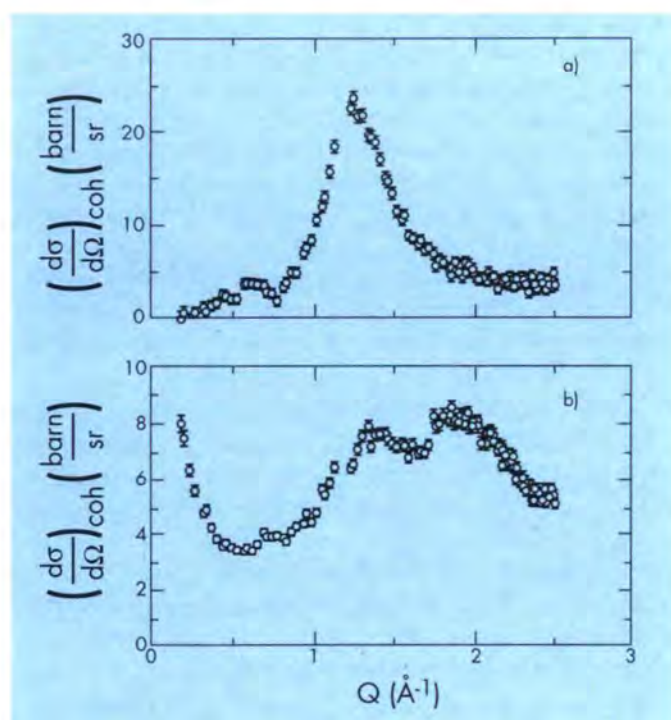 30
20
10
0
a)
(dσ/dΩ)coh (barn/sr)
10
8
6
4
2
0
b)
(dσ/dΩ)coh (barn/sr)
0 1 2 3
Q (Å-1)